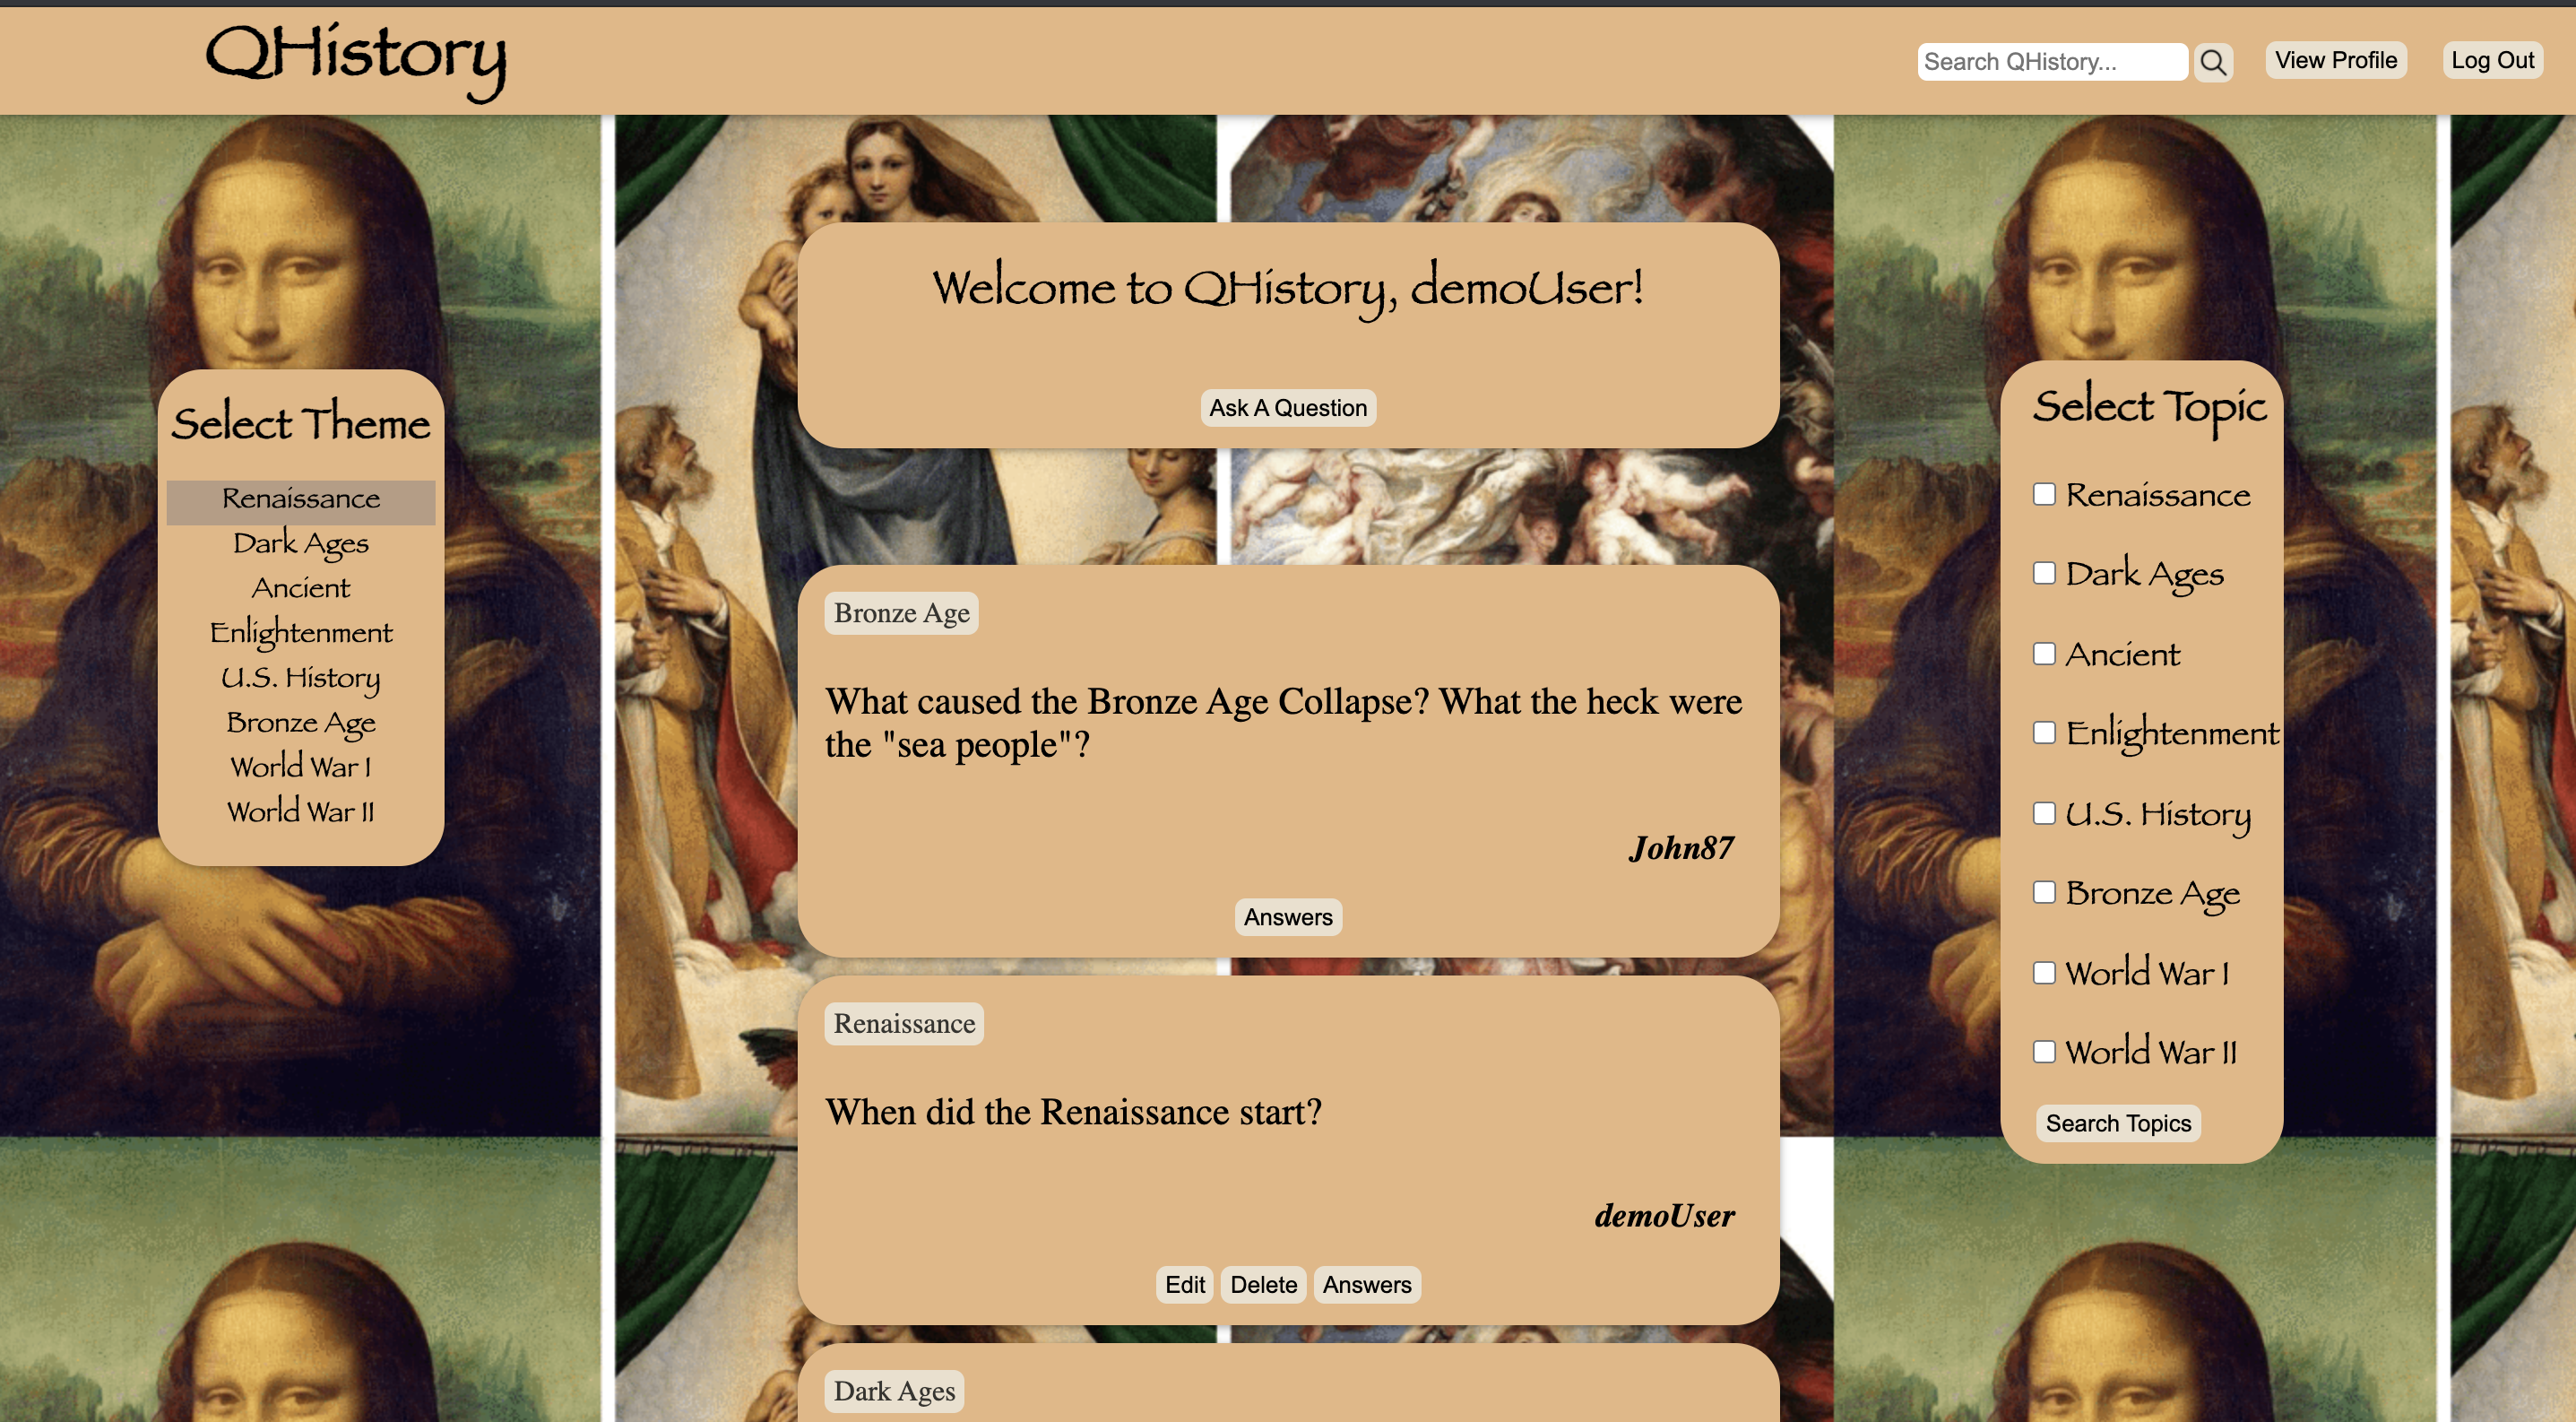 QHistory
Search QHistory...
View Profile
Log Out
Welcome to QHistory, demoUser!
Ask A Question
Select Theme
Renaissance
Dark Ages
Ancient
Enlightenment
U.S. History
Bronze Age
World War I
World War II
Bronze Age
What caused the Bronze Age Collapse? What the heck were
the "sea people"?
John87
Answers
Renaissance
When did the Renaissance start?
demoUser
Edit
Delete
Answers
Dark Ages
Select Topic
Renaissance
Dark Ages
Ancient
Enlightenment
U.S. History
Bronze Age
World War I
World War II
Search Topics